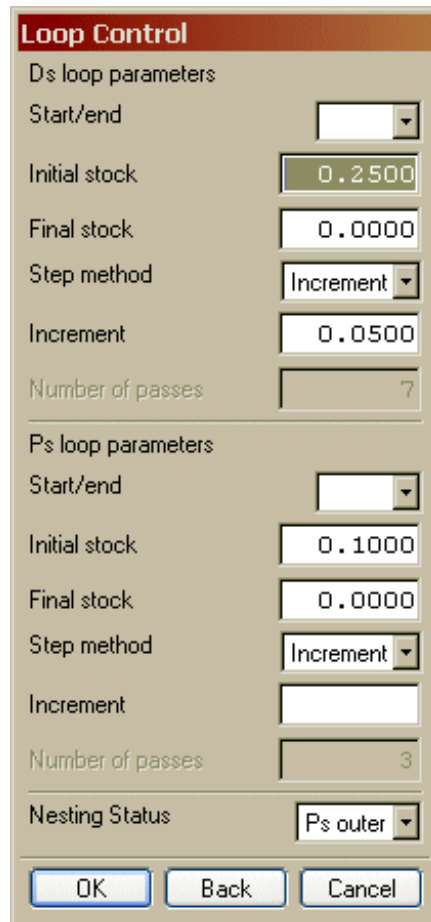 Loop Control
Ds loop parameters
Start/end
Initial stock 0.2500
Final stock 0.0000
Step method Increment
Increment 0.0500
Number of passes 7
Ps loop parameters
Start/end
Initial stock 0.1000
Final stock 0.0000
Step method Increment
Increment
Number of passes 3
Nesting Status Ps outer
OK Back Cancel